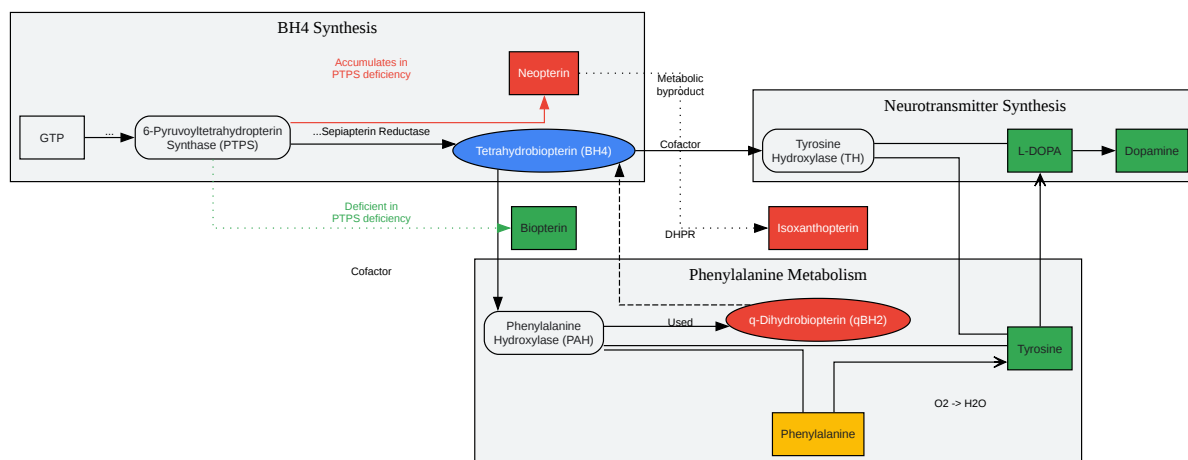 BH4 Synthesis
Accumulates in
PTPS deficiency
Neopterin
Metabolic
byproduct
Neurotransmitter Synthesis
GTP
...
6-Pyruvoyltetrahydropterin
Synthase (PTPS)
...Sepiapterin Reductase
Tetrahydrobiopterin (BH4)
Cofactor
Tyrosine
Hydroxylase (TH)
L-DOPA
Dopamine
Deficient in
PTPS deficiency
Biopterin
DHPR
Isoxanthopterin
Cofactor
Phenylalanine Metabolism
Phenylalanine
Hydroxylase (PAH)
Used
q-Dihydrobiopterin (qBH2)
Tyrosine
O2 -> H2O
Phenylalanine